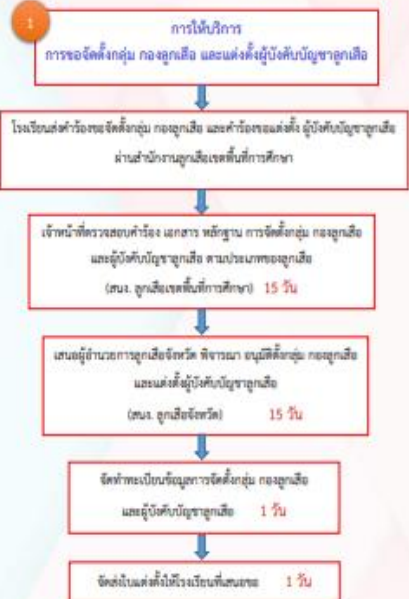 1
การให้บริการ
การขอจัดตั้งกลุ่ม กองลูกเสือ และแต่งตั้งผู้บังคับบัญชาลูกเสือ
โรงเรียนส่งคำร้องขอจัดตั้งกลุ่ม กองลูกเสือ และคำร้องขอแต่งตั้ง ผู้บังคับบัญชาลูกเสือ
ผ่านสำนักงานลูกเสือเขตพื้นที่การศึกษา
เจ้าหน้าที่ตรวจสอบคำร้อง เอกสาร หลักฐาน การจัดตั้งกลุ่ม กองลูกเสือ
และผู้บังคับบัญชาลูกเสือ ตามประเภทของลูกเสือ
(สนง. ลูกเสือเขตพื้นที่การศึกษา) 15 วัน
เสนอผู้อำนวยการลูกเสือจังหวัด พิจารณา อนุมัติตั้งกลุ่ม กองลูกเสือ
และแต่งตั้งผู้บังคับบัญชาลูกเสือ
(สนง. ลูกเสือจังหวัด) 15 วัน
จัดทำทะเบียนข้อมูลการจัดตั้งกลุ่ม กองลูกเสือ
และผู้บังคับบัญชาลูกเสือ 1 วัน
จัดส่งใบแต่งตั้งให้โรงเรียนที่เสนอขอ 1 วัน